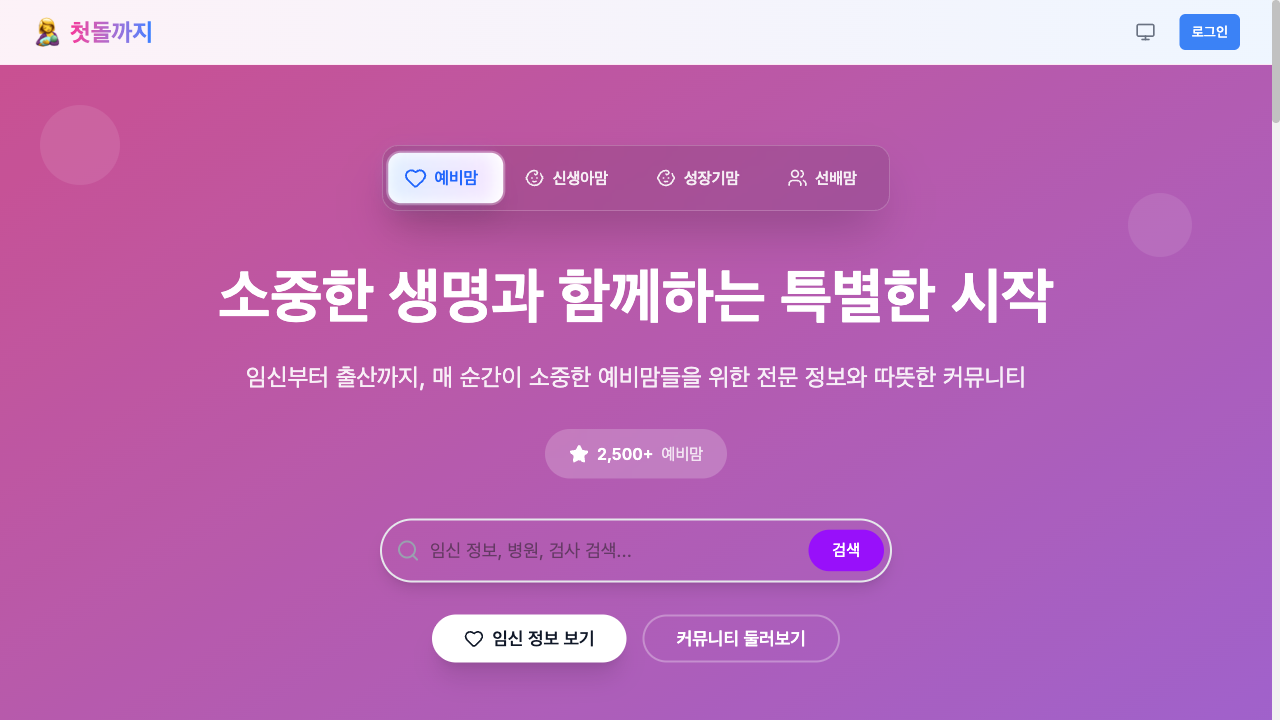 첫돌까지
로그인
예비맘
신생아맘
성장기맘
선배맘
소중한 생명과 함께하는 특별한 시작
임신부터 출산까지, 매 순간이 소중한 예비맘들을 위한 전문 정보와 따뜻한 커뮤니티
2,500+ 예비맘
임신 정보, 병원, 검사 검색...
검색
임신 정보 보기
커뮤니티 둘러보기